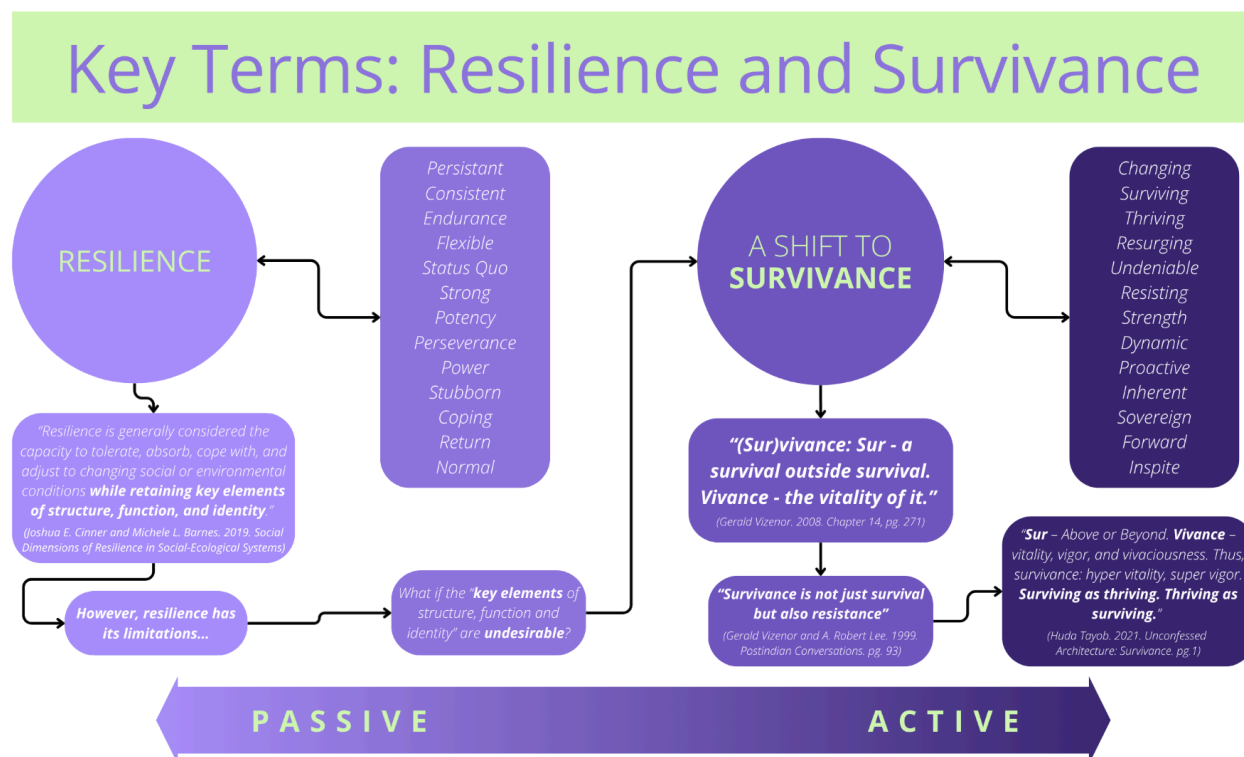 Key Terms: Resilience and Survivance
RESILIENCE
Persistant
Consistent
Endurance
Flexible
Status Quo
Strong
Potency
Perseverance
Power
Stubborn
Coping
Return
Normal
"Resilience is generally considered the
capacity to tolerate, absorb, cope with, and
adjust to changing social or environmental
conditions while retaining key elements
of structure, function, and identity."
(Joshua E. Cinner and Michele L. Barnes. 2019. Social
Dimensions of Resilience in Social-Ecological Systems)
However, resilience has
its limitations...
What if the "key elements of
structure, function and
identity" are undesirable?
A SHIFT TO
SURVIVANCE
Changing
Surviving
Thriving
Resurging
Undeniable
Resisting
Strength
Dynamic
Proactive
Inherent
Sovereign
Forward
Inspite
"(Sur)vivance: Sur - a
survival outside survival.
Vivance - the vitality of it."
(Gerald Vizenor. 2008. Chapter 14, pg. 271)
"Survivance is not just survival
but also resistance"
(Gerald Vizenor and A. Robert Lee. 1999.
Postindian Conversations. pg. 93)
"Sur – Above or Beyond. Vivance –
vitality, vigor, and vivaciousness. Thus,
survivance: hyper vitality, super vigor.
Surviving as thriving. Thriving as
surviving."
(Huda Tayob. 2021. Unconfessed
Architecture: Survivance. pg.1)
PASSIVE
ACTIVE